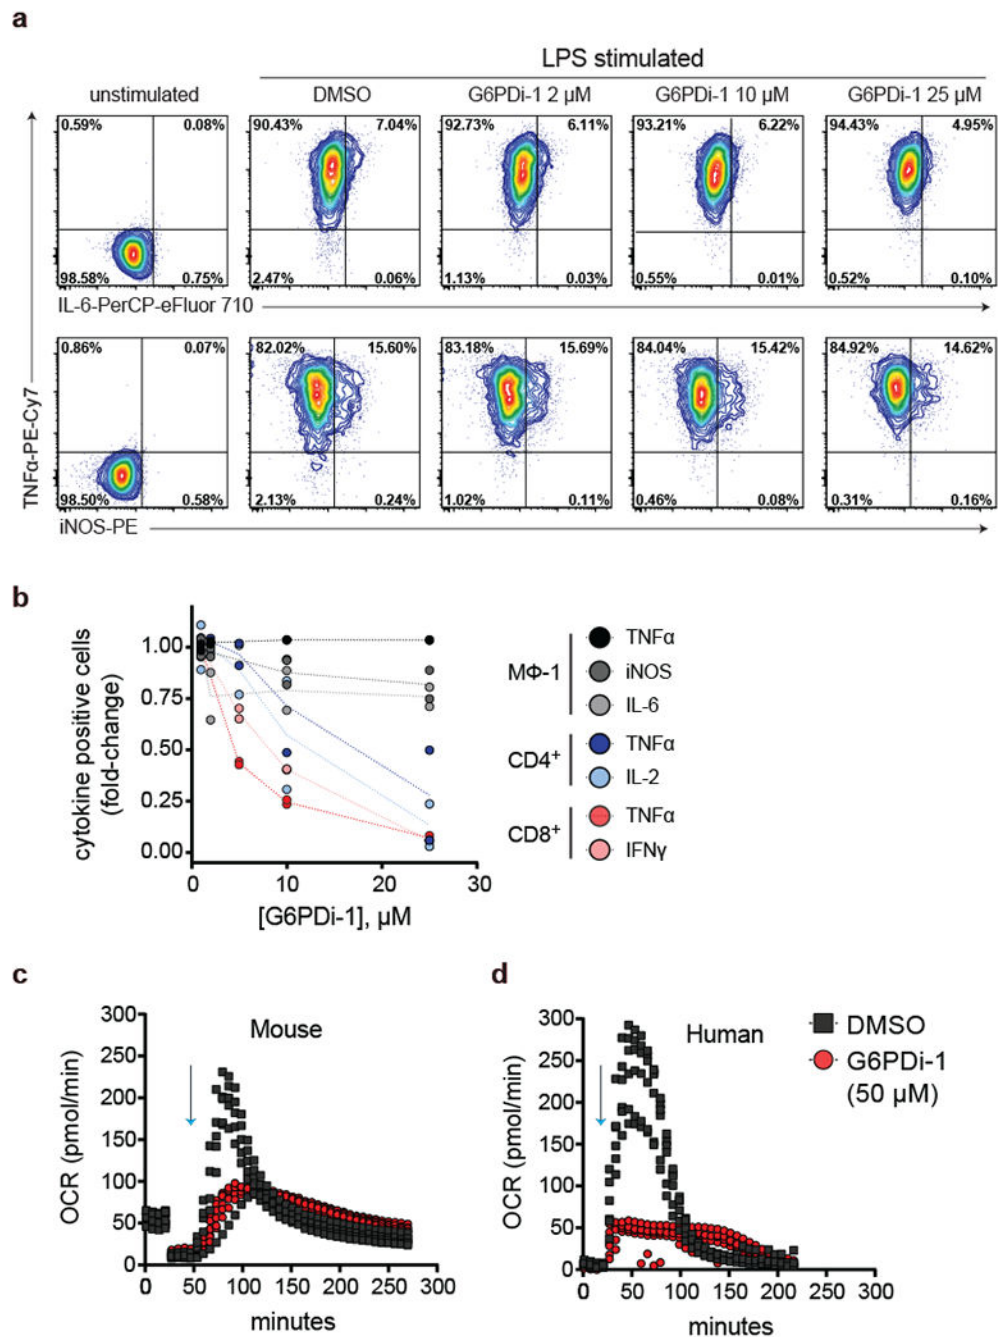 a
LPS stimulated
unstimulated DMSO G6PDi-1 2 µM G6PDi-1 10 µM G6PDi-1 25 µM
0.59% 0.08% 90.43% 7.04% 92.73% 6.11% 93.21% 6.22% 94.43% 4.95%
98.58% 0.75% 2.47% 0.06% 1.13% 0.03% 0.55% 0.01% 0.52% 0.10%
IL-6-PerCP-eFluor 710
0.86% 0.07% 82.02% 15.60% 83.18% 15.69% 84.04% 15.42% 84.92% 14.62%
98.50% 0.58% 2.13% 0.24% 1.02% 0.11% 0.46% 0.08% 0.31% 0.16%
TNFα-PE-Cy7
iNOS-PE
b
cytokine positive cells
(fold-change)
1.00
0.75
0.50
0.25
0.00
0 10 20 30
[G6PDi-1], µM
MΦ-1
TNFα
iNOS
IL-6
CD4+
TNFα
IL-2
CD8+
TNFα
IFNγ
c
Mouse
OCR (pmol/min)
300
250
200
150
100
50
0
0 50 100 150 200 250 300
minutes
d
Human
OCR (pmol/min)
300
250
200
150
100
50
0
0 50 100 150 200 250 300
minutes
DMSO
G6PDi-1
(50 µM)